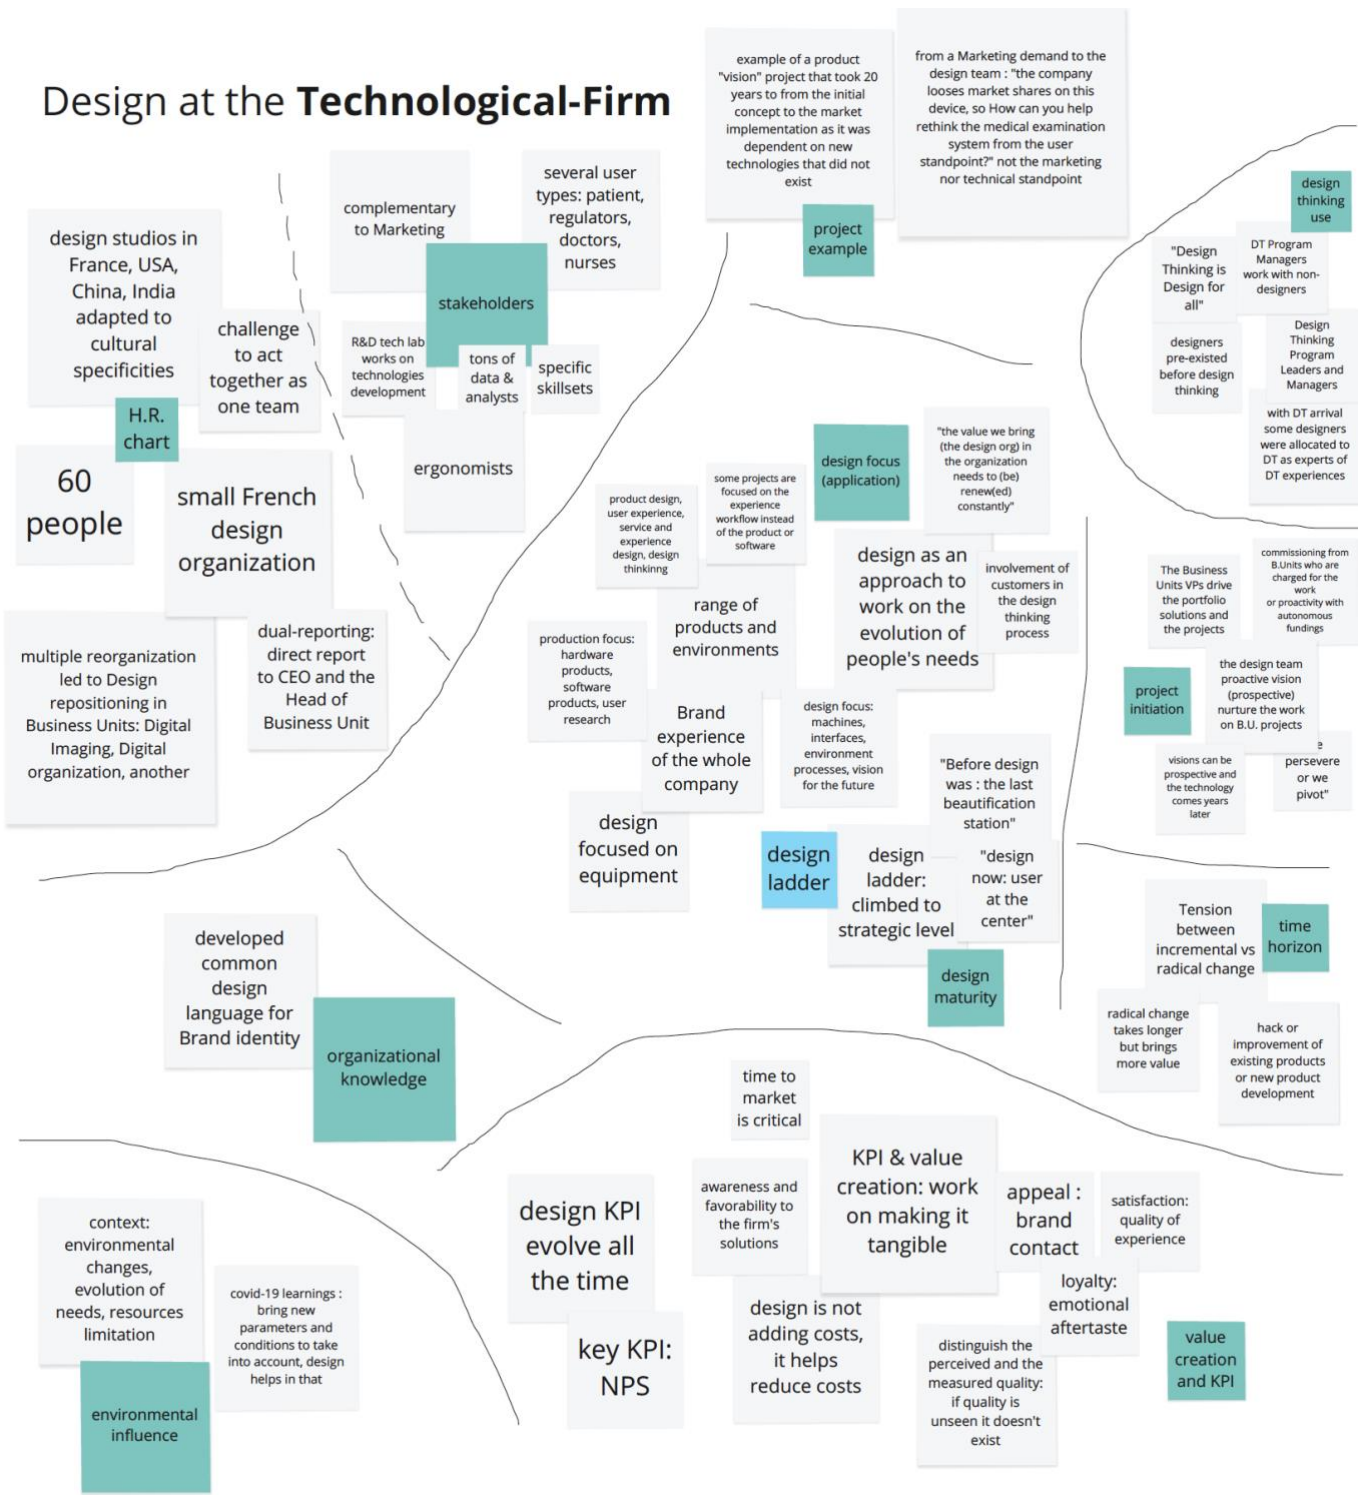 Design at the Technological-Firm
example of a product
"vision" project that took 20
years to from the initial
concept to the market
implementation as it was
dependent on new
technologies that did not
exist
from a Marketing demand to the
design team : "the company
looses market shares on this
device, so How can you help
rethink the medical examination
system from the user
standpoint?" not the marketing
nor technical standpoint
project
example
design studios in
France, USA,
China, India
adapted to
cultural
specificities
challenge
to act
together as
one team
H.R.
chart
60
people
small French
design
organization
multiple reorganization
led to Design
repositioning in
Business Units: Digital
Imaging, Digital
organization, another
dual-reporting:
direct report
to CEO and the
Head of
Business Unit
complementary
to Marketing
several user
types: patient,
regulators,
doctors,
nurses
stakeholders
R&D tech lab
works on
technologies
development
tons of
data &
analysts
specific
skillsets
ergonomists
design
thinking
use
"Design
Thinking is
Design for
all"
DT Program
Managers
work with non-
designers
designers
pre-existed
before design
thinking
Design
Thinking
Program
Leaders and
Managers
with DT arrival
some designers
were allocated to
DT as experts of
DT experiences
design focus
(application)
"the value we bring
(the design org) in
the organization
needs to (be)
renew(ed)
constantly"
some projects are
focused on the
experience
workflow instead
of the product or
software
product design,
user experience,
service and
experience
design, design
thinkinng
design as an
approach to
work on the
evolution of
people's needs
involvement of
customers in
the design
thinking
process
range of
products and
environments
production focus:
hardware
products,
software
products, user
research
Brand
experience
of the whole
company
design focus:
machines,
interfaces,
environment
processes, vision
for the future
design
focused on
equipment
"Before design
was : the last
beautification
station"
design
ladder
design
ladder:
climbed to
strategic level
"design
now: user
at the
center"
design
maturity
The Business
Units VPs drive
the portfolio
solutions and
the projects
commissioning from
B.Units who are
charged for the
work
or proactivity with
autonomous
fundings
project
initiation
the design team
proactive vision
(prospective)
nurture the work
on B.U. projects
visions can be
prospective and
the technology
comes years
later
persevere
or we
pivot"
Tension
between
incremental vs
radical change
time
horizon
radical change
takes longer
but brings
more value
hack or
improvement of
existing products
or new product
development
developed
common
design
language for
Brand identity
organizational
knowledge
context:
environmental
changes,
evolution of
needs, resources
limitation
covid-19 learnings :
bring new
parameters and
conditions to take
into account, design
helps in that
environmental
influence
time to
market
is critical
design KPI
evolve all
the time
awareness and
favorability to
the firm's
solutions
KPI & value
creation: work
on making it
tangible
appeal :
brand
contact
satisfaction:
quality of
experience
key KPI:
NPS
design is not
adding costs,
it helps
reduce costs
loyalty:
emotional
aftertaste
distinguish the
perceived and the
measured quality:
if quality is
unseen it doesn't
exist
value
creation
and KPI